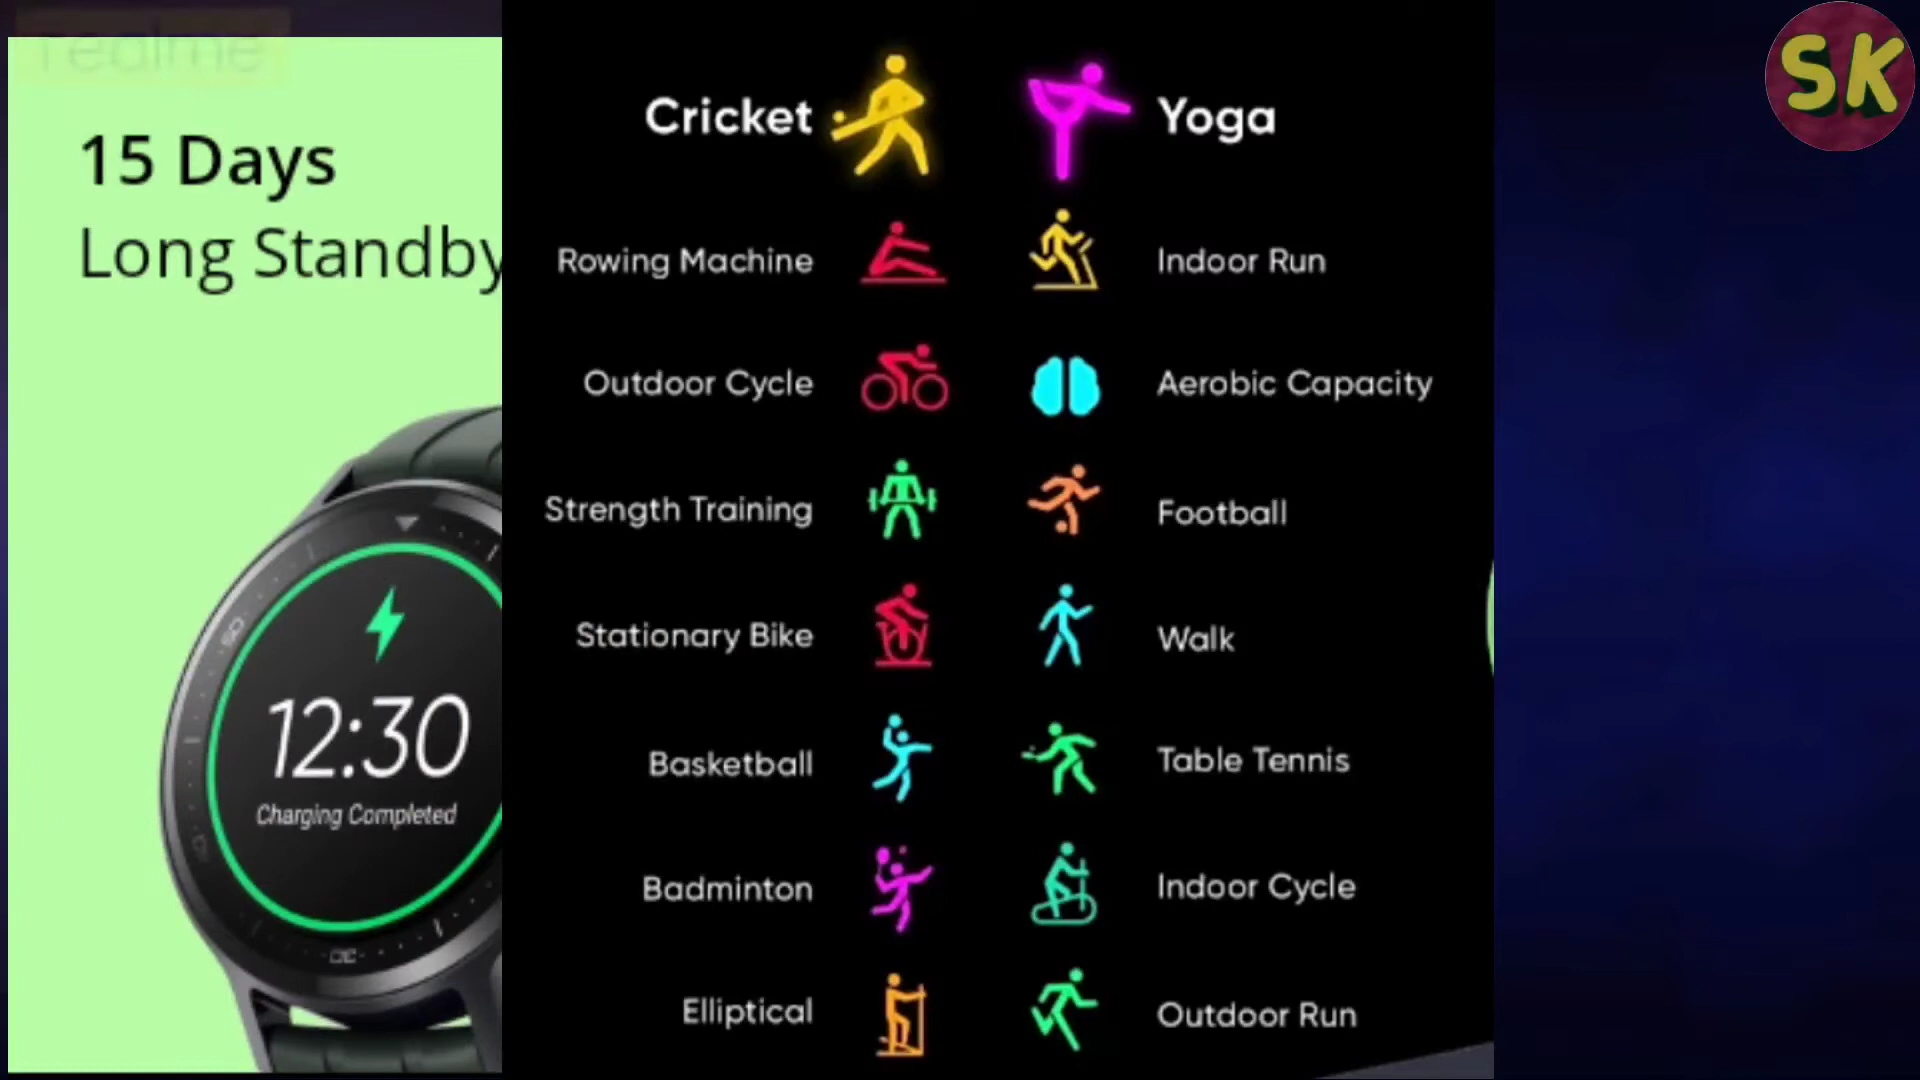 realme
15 Days
Long Standby
12:30
Charging Completed
Cricket
Yoga
Rowing Machine
Indoor Run
Outdoor Cycle
Aerobic Capacity
Strength Training
Football
Stationary Bike
Walk
Basketball
Table Tennis
Badminton
Indoor Cycle
Elliptical
Outdoor Run
SK